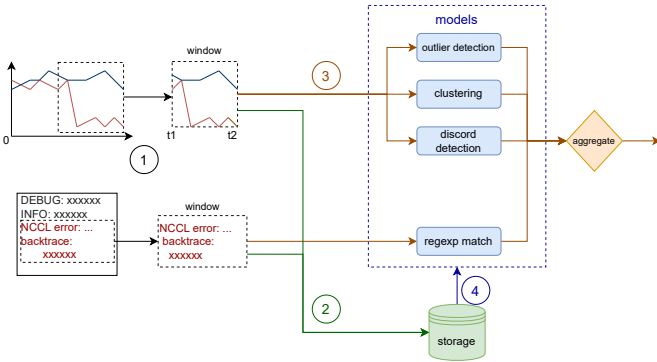 models
window
outlier detection
3
clustering
0
t1
t2
discord
detection
aggregate
1
DEBUG: xxxxxx
INFO: xxxxxx
NCCL error: ...
backtrace:
xxxxxx
window
NCCL error: ...
backtrace:
xxxxxx
regexp match
2
4
storage